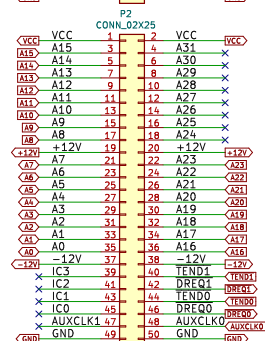 P2
CONN_02X25
VCC VCC 1 2 VCC VCC
A15 A15 3 4 A31
A14 A14 5 6 A30
A13 A13 7 8 A29
A12 A12 9 10 A28
A11 A11 11 12 A27
A10 A10 13 14 A26
A9 A9 15 16 A25
A8 A8 17 18 A24
+12V +12V 19 20 +12V +12V
A7 A7 21 22 A23 A23
A6 A6 23 24 A22 A22
A5 A5 25 26 A21 A21
A4 A4 27 28 A20 A20
A3 A3 29 30 A19 A19
A2 A2 31 32 A18 A18
A1 A1 33 34 A17 A17
A0 A0 35 36 A16 A16
-12V -12V 37 38 -12V -12V
IC3 39 40 TEND1 TEND1
IC2 41 42 DREQ1 DREQ1
IC1 43 44 TEND0 TEND0
IC0 45 46 DREQ0 DREQ0
AUXCLK1 47 48 AUXCLK0 AUXCLK0
GND GND 49 50 GND GND